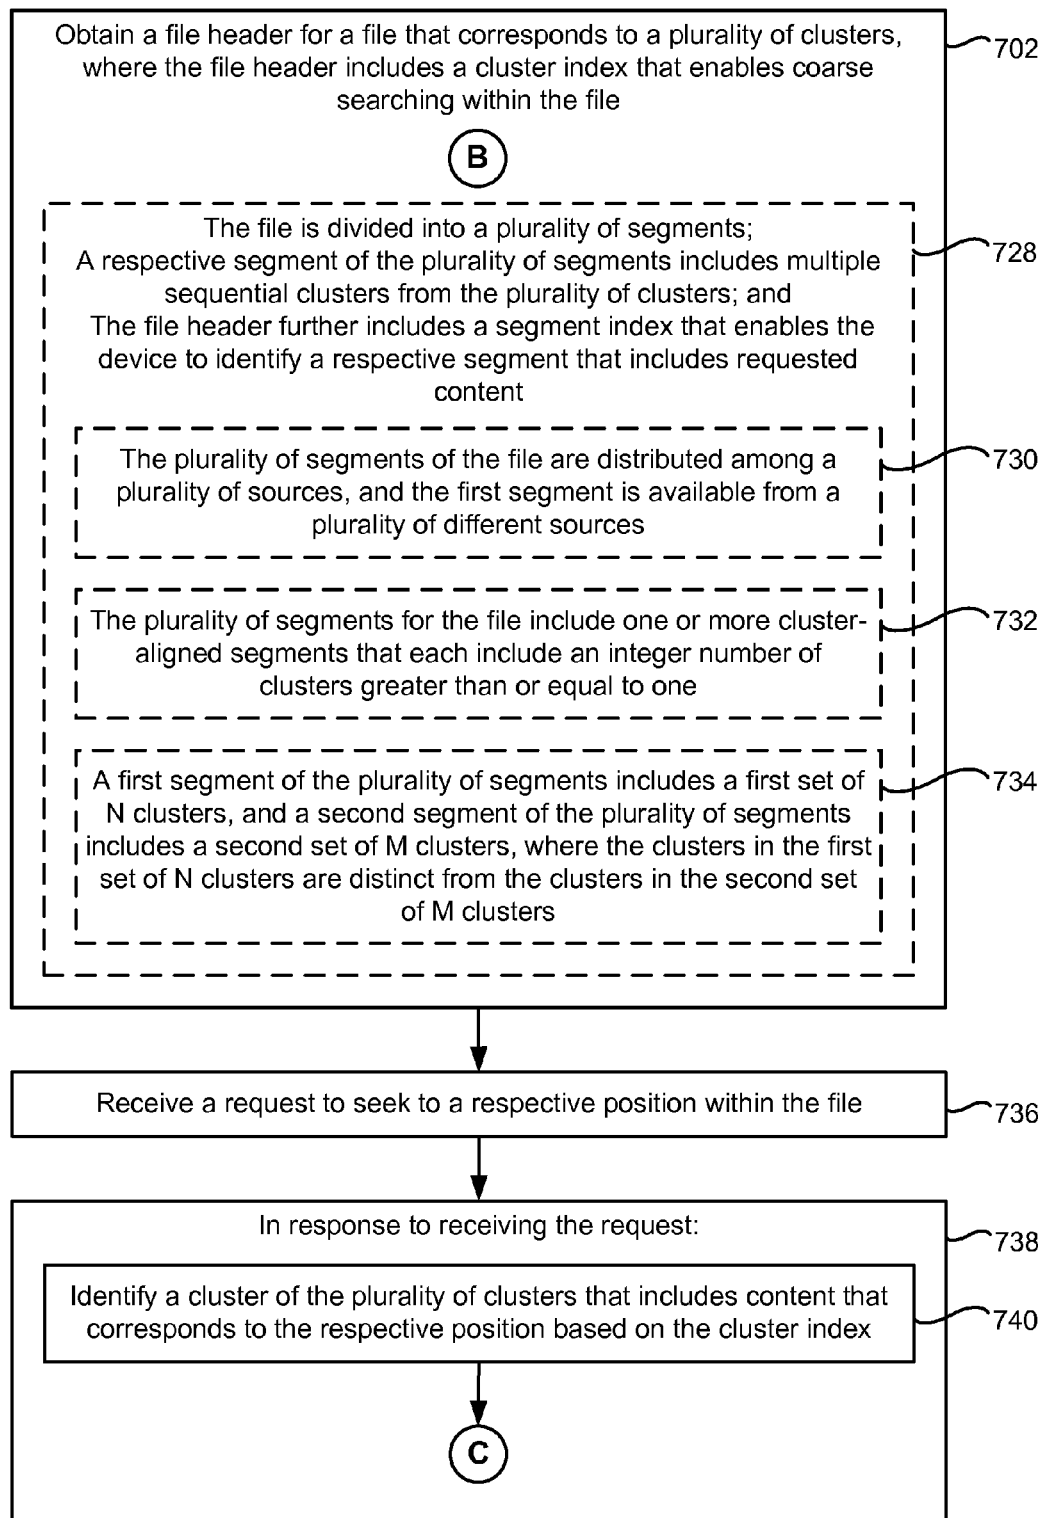 Obtain a file header for a file that corresponds to a plurality of clusters,
where the file header includes a cluster index that enables coarse
searching within the file
702
B
The file is divided into a plurality of segments;
A respective segment of the plurality of segments includes multiple
sequential clusters from the plurality of clusters; and
The file header further includes a segment index that enables the
device to identify a respective segment that includes requested
content
728
The plurality of segments of the file are distributed among a
plurality of sources, and the first segment is available from a
plurality of different sources
730
The plurality of segments for the file include one or more cluster-
aligned segments that each include an integer number of
clusters greater than or equal to one
732
A first segment of the plurality of segments includes a first set of
N clusters, and a second segment of the plurality of segments
includes a second set of M clusters, where the clusters in the first
set of N clusters are distinct from the clusters in the second set
of M clusters
734
Receive a request to seek to a respective position within the file
736
In response to receiving the request:
738
Identify a cluster of the plurality of clusters that includes content that
corresponds to the respective position based on the cluster index
740
C